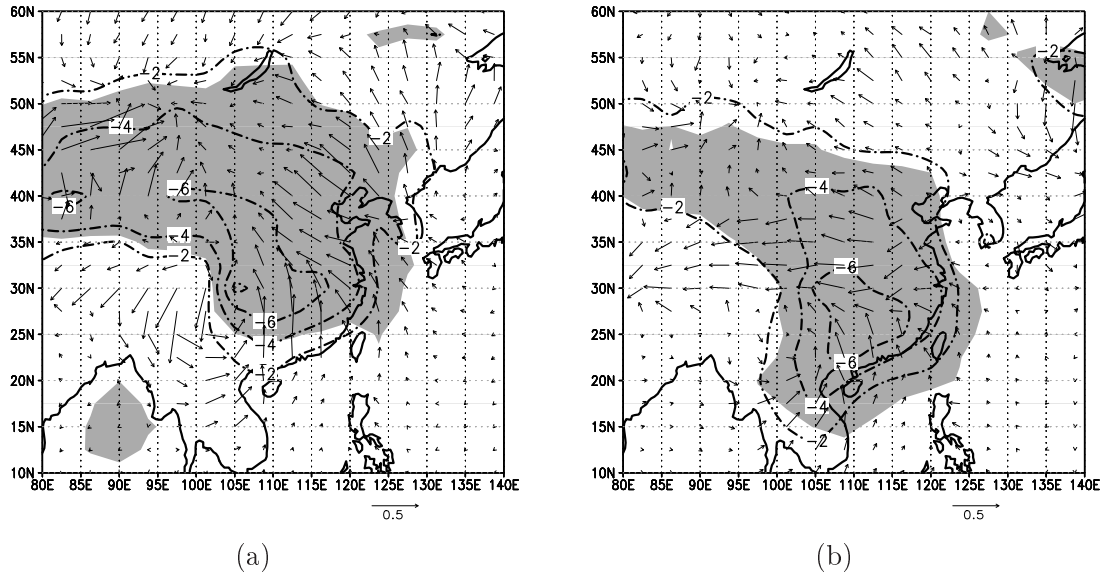 60N 60N
−2
55N −2 55N
50N −2 50N
−4
45N −2 45N
−6 −4
40N −6 40N
−2
−4 −2
35N −2 35N
−6
30N 30N
−6
25N −4 25N
−2 −6
20N 20N
−4
15N 15N
−2
10N 10N
80E 85E 90E 95E 100E 105E 110E 115E 120E 125E 130E 135E 140E 80E 85E 90E 95E 100E 105E 110E 115E 120E 125E 130E 135E 140E
0.5 0.5
(a) (b)